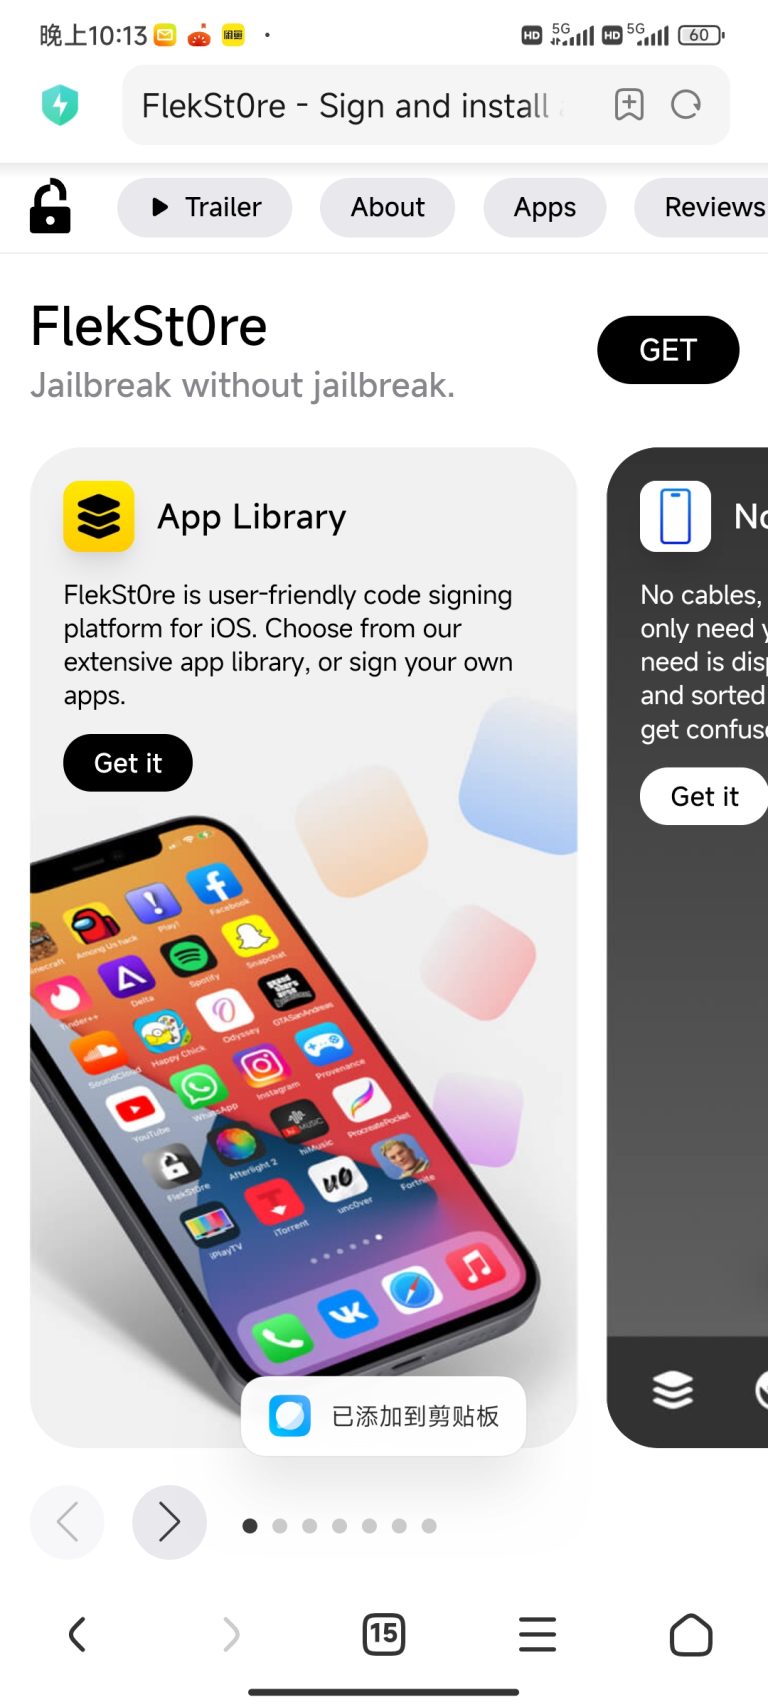 晚上10:13
HD 5G HD 5G 60
FlekSt0re - Sign and install
Trailer
About
Apps
Reviews
FlekSt0re
Jailbreak without jailbreak.
GET
App Library
FlekSt0re is user-friendly code signing
platform for iOS. Choose from our
extensive app library, or sign your own
apps.
Get it
No cables,
only need
need is
and sorted
get
Get it
Facebook
Play!
Among Us hack
Snapchat
Spotify
Delta
Tinder++
GTASanAndreas
Odyssey
Happy Chick
SoundCloud
Provenance
Instagram
WhatsApp
YouTube
ProcreatePocket
hiMusic
Afterlight 2
FlekSt0re
Fortnite
unc0ver
iTorrent
iPlayTV
已添加到剪贴板
15